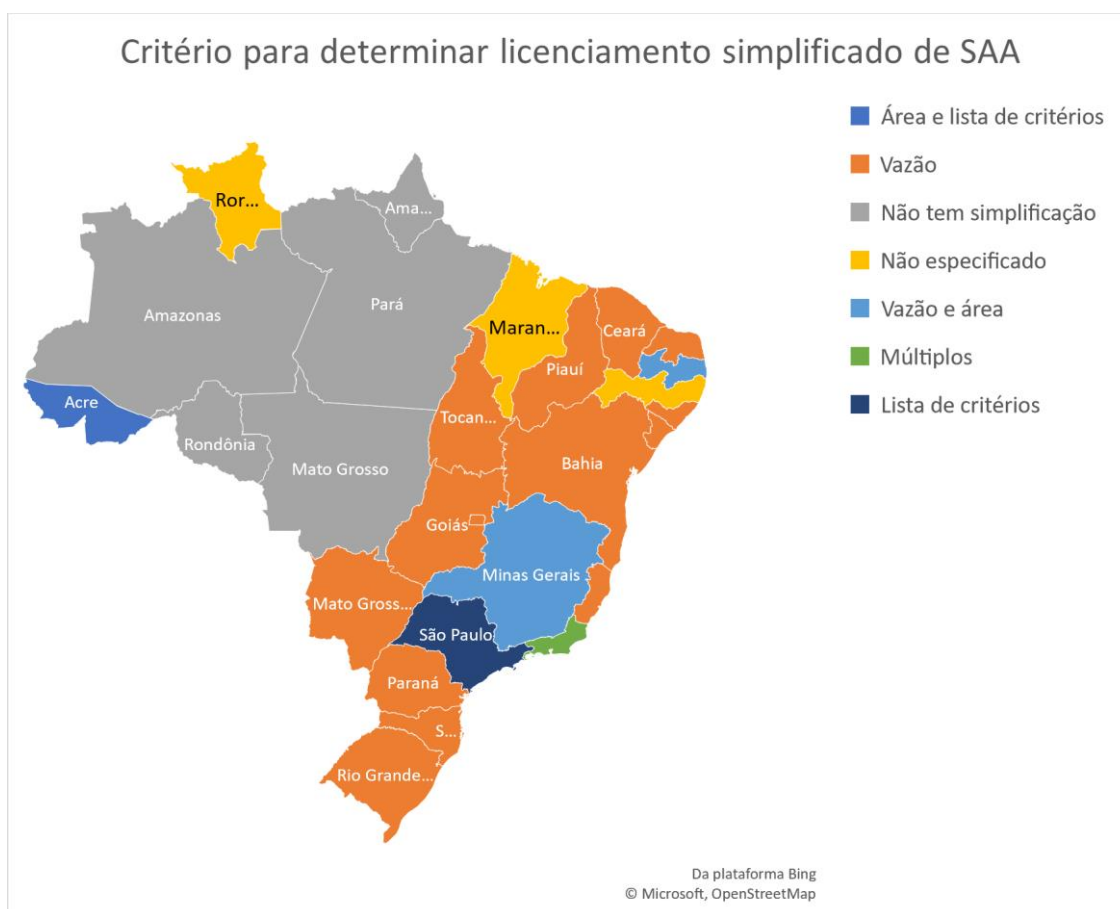 Critério para determinar licenciamento simplificado de SAA
Área e lista de critérios
Vazão
Não tem simplificação
Não especificado
Vazão e área
Múltiplos
Lista de critérios
Ror...
Ama...
Amazonas
Pará
Maran...
Ceará
Piauí
Acre
Tocan...
Rondônia
Bahia
Mato Grosso
Goiás
Minas Gerais
Mato Gross...
São Paulo
Paraná
S...
Rio Grande...
Da plataforma Bing
© Microsoft, OpenStreetMap